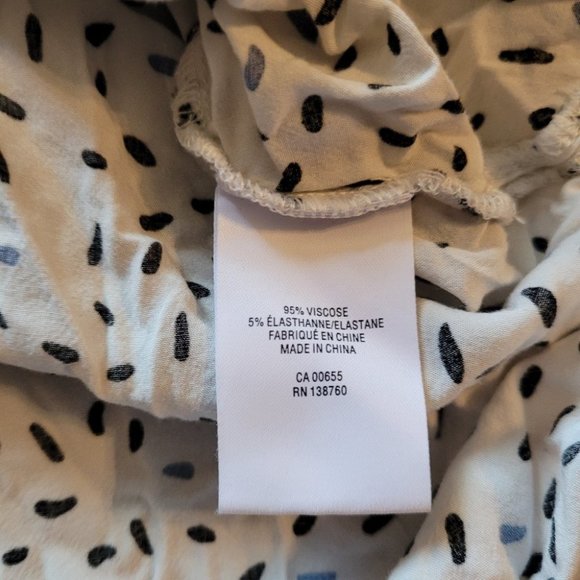 95% VISCOSE
5% ÉLASTHANNE/ELASTANE
FABRIQUÉ EN CHINE
MADE IN CHINA
CA 00655
RN 138760